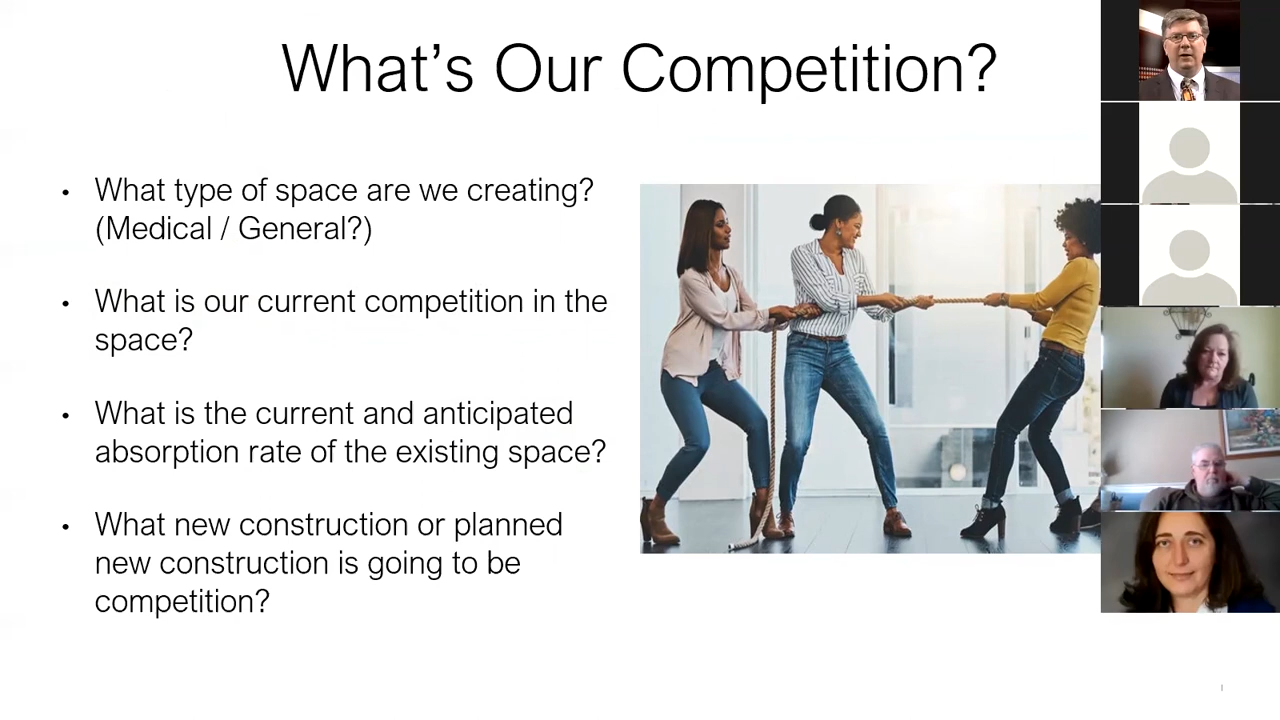 What’s Our Competition?
• What type of space are we creating?
(Medical / General?)
• What is our current competition in the
space?
• What is the current and anticipated
absorption rate of the existing space?
• What new construction or planned
new construction is going to be
competition?